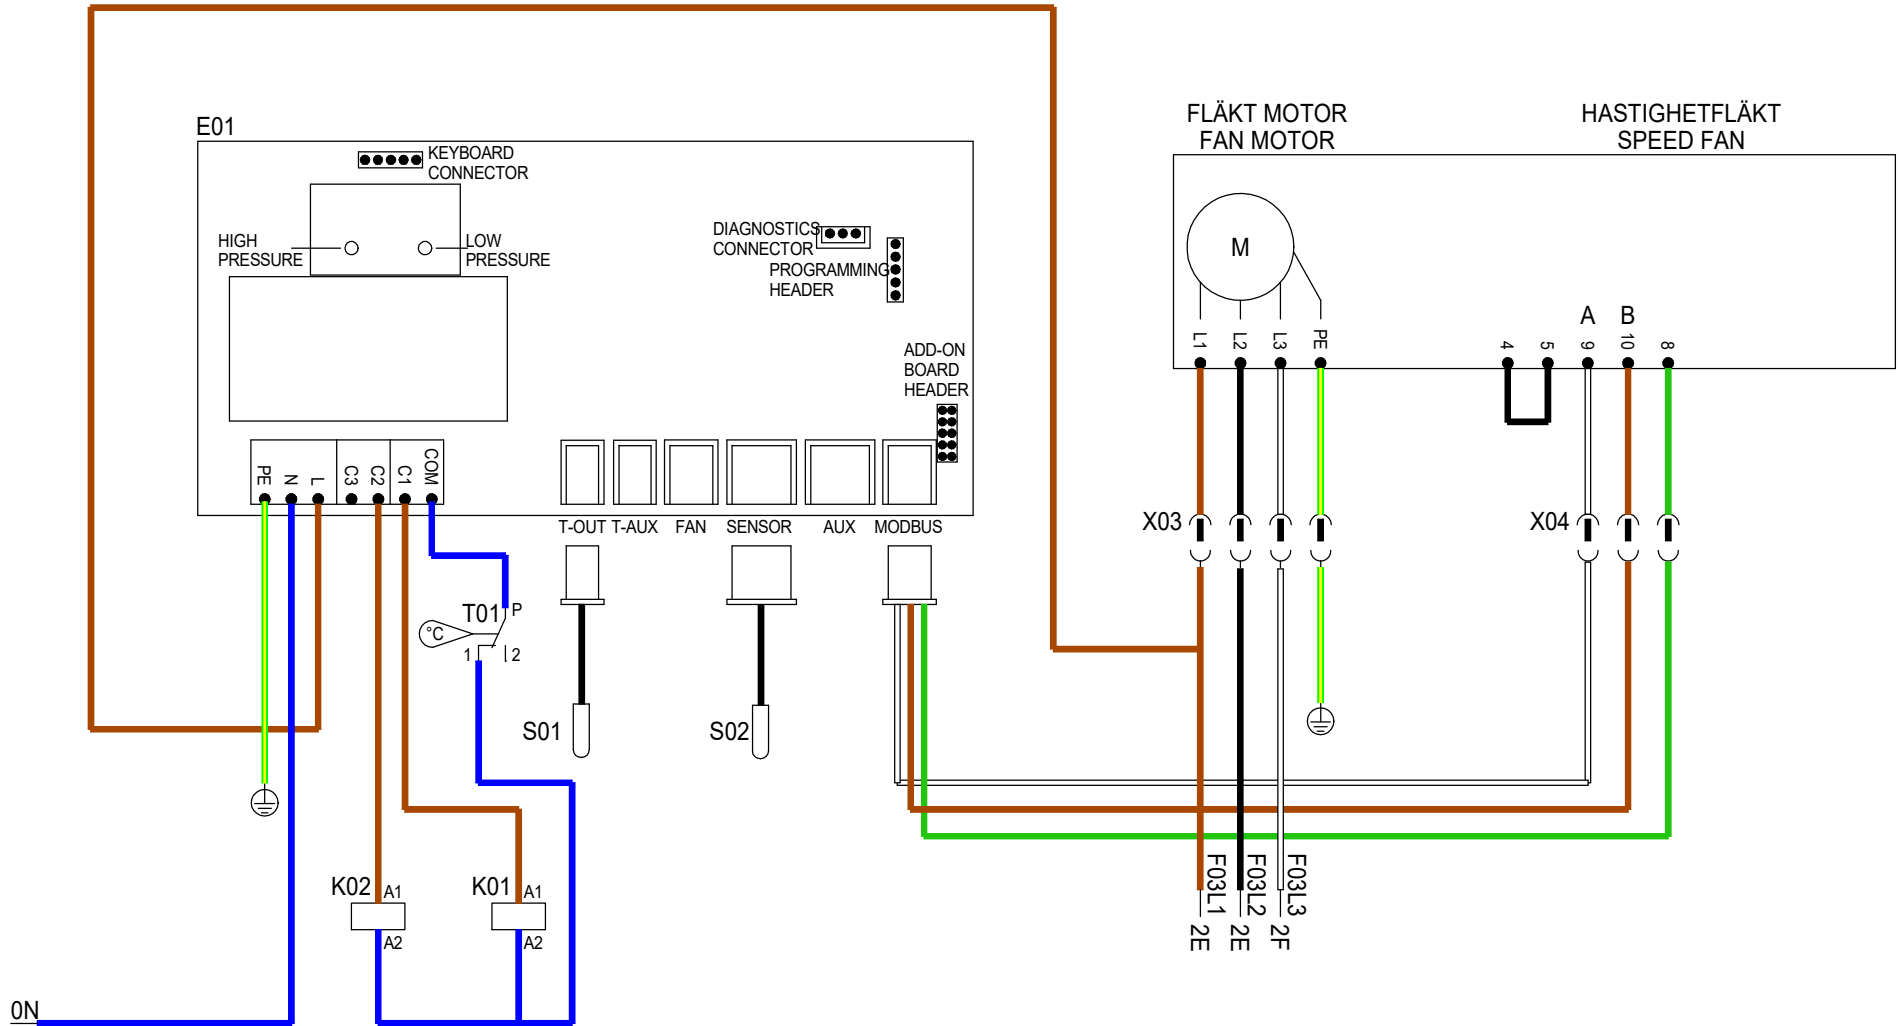 FLÄKT MOTOR
FAN MOTOR
HASTIGHETFLÄKT
SPEED FAN
E01
KEYBOARD
CONNECTOR
HIGH
PRESSURE
LOW
PRESSURE
DIAGNOSTICS
CONNECTOR
PROGRAMMING
HEADER
ADD-ON
BOARD
HEADER
M
L1
L2
L3
PE
A
B
4
5
9
10
8
PE
N
L
C3
C2
C1
COM
T-OUT
T-AUX
FAN
SENSOR
AUX
MODBUS
X03
X04
T01
P
°C
1
2
S01
S02
K02
A1
A2
K01
A1
A2
F03L1
F03L2
F03L3
2E
2E
2F
0N